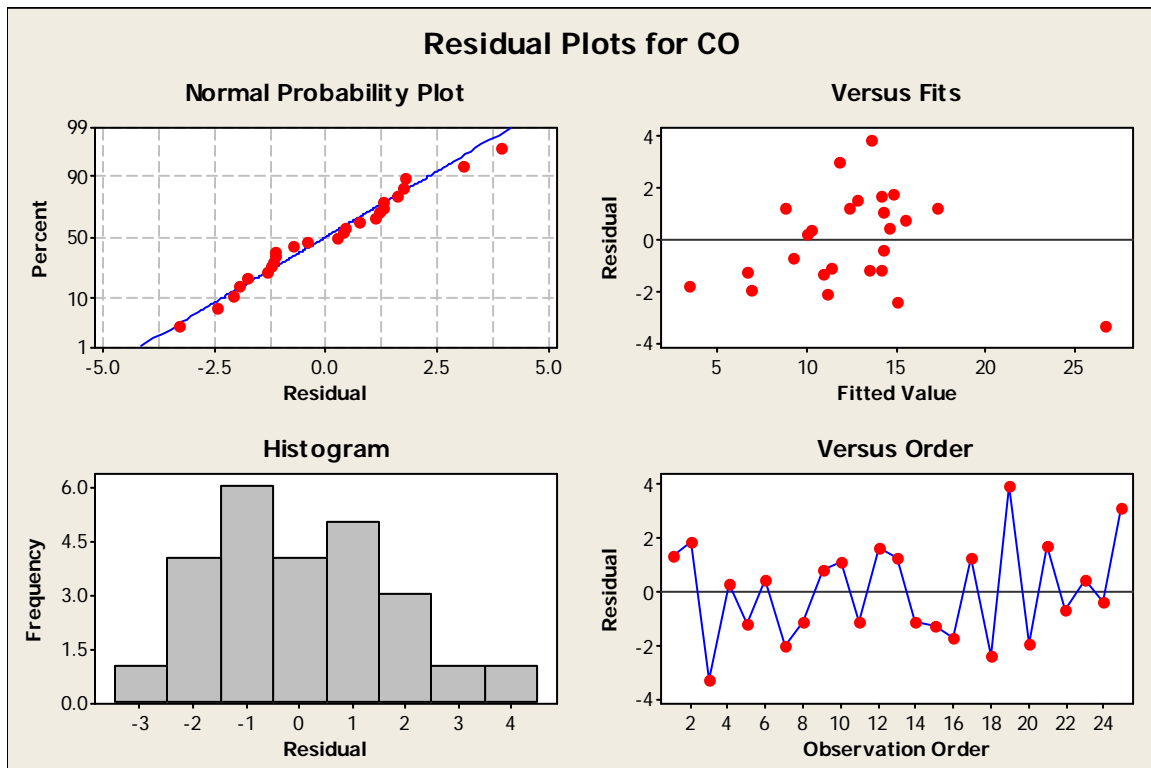 Residual Plots for CO
Normal Probability Plot
99
90
50
10
1
Percent
-5.0 -2.5 0.0 2.5 5.0
Residual
Versus Fits
4
2
0
-2
-4
Residual
5 10 15 20 25
Fitted Value
Histogram
6.0
4.5
3.0
1.5
0.0
Frequency
-3 -2 -1 0 1 2 3 4
Residual
Versus Order
4
2
0
-2
-4
Residual
2 4 6 8 10 12 14 16 18 20 22 24
Observation Order